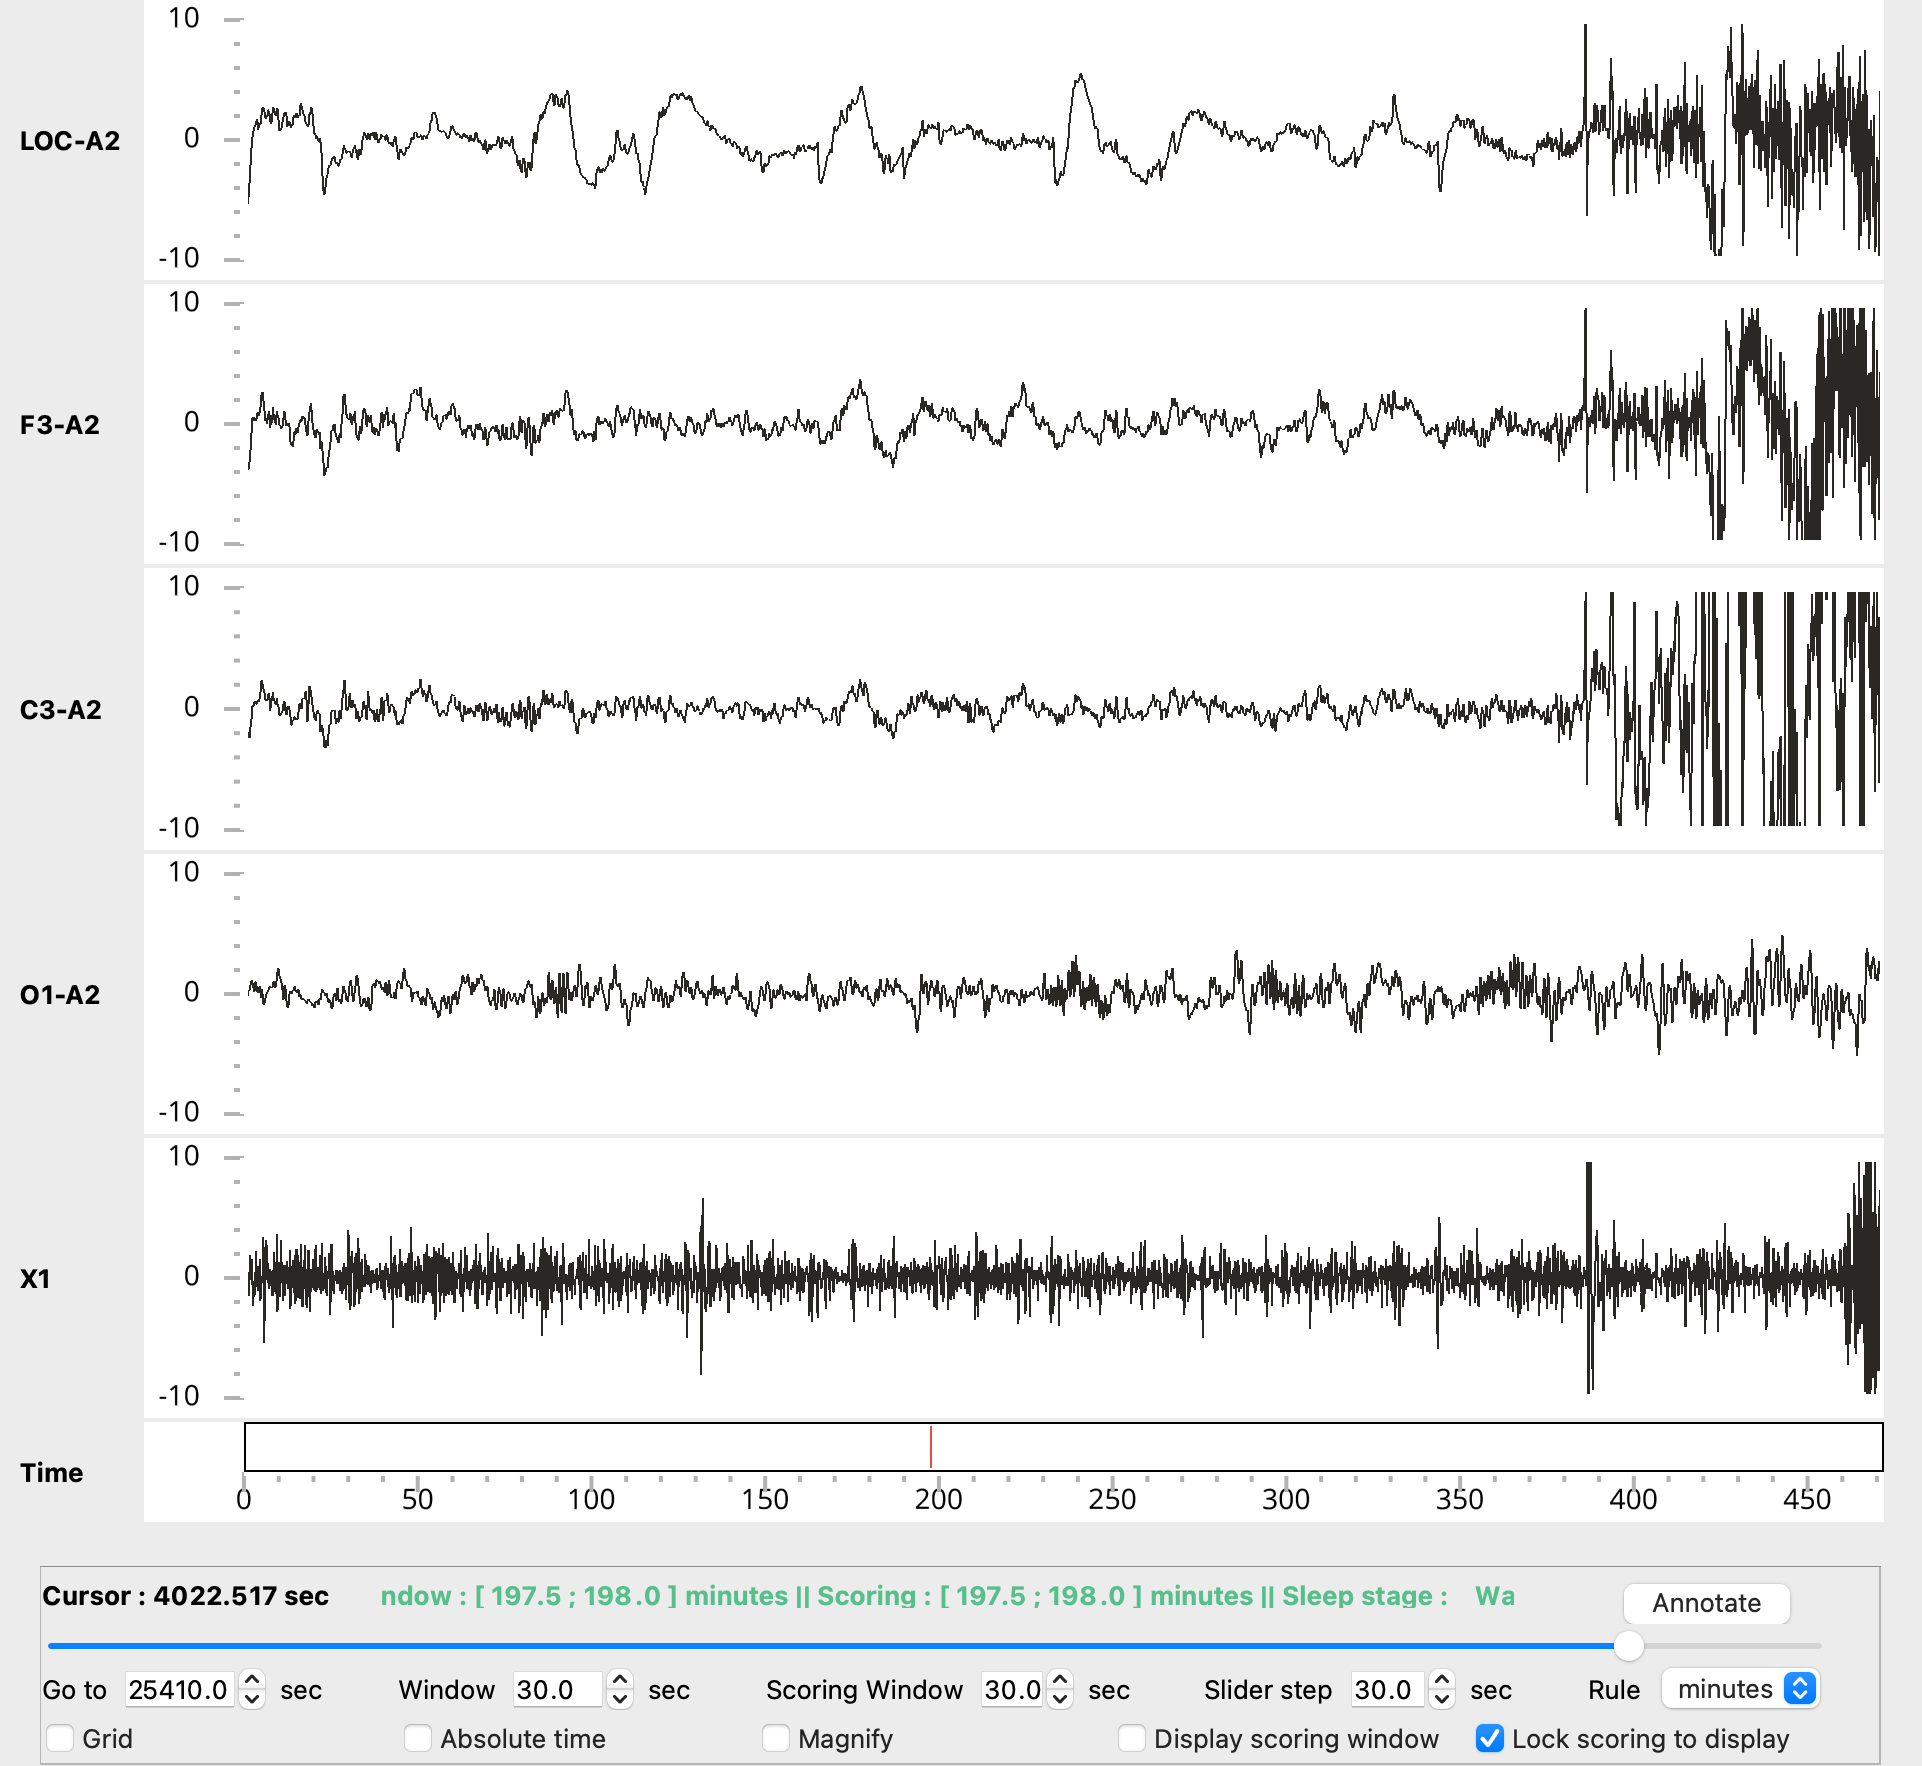 10
LOC-A2
0
-10
10
F3-A2
0
-10
10
C3-A2
0
-10
10
O1-A2
0
-10
10
X1
0
-10
Time
0 50 100 150 200 250 300 350 400 450
Cursor : 4022.517 sec ndow : [ 197.5 ; 198.0 ] minutes || Scoring : [ 197.5 ; 198.0 ] minutes || Sleep stage : Wa Annotate
Go to 25410.0 sec Window 30.0 sec Scoring Window 30.0 sec Slider step 30.0 sec Rule minutes
Grid Absolute time Magnify Display scoring window Lock scoring to display